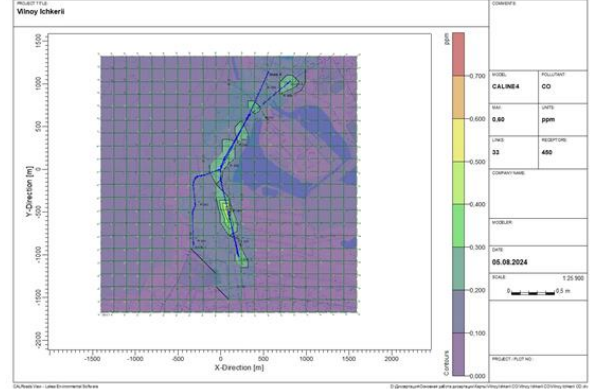 PROJECT TITLE:
Vilnoy Ichkerii
COMMENTS:
ppm
0.700
0.600
0.500
0.400
0.300
0.200
0.100
0.000
Contours
Y-Direction [m]
1500
1000
500
0
-500
-1000
-1500
-2000
-1500
-1000
-500
0
500
1000
1500
2000
X-Direction [m]
MODEL:
POLLUTANT:
CALINE4
CO
MAX:
UNITS:
0,60
ppm
LINKS:
RECEPTORS:
33
450
COMPANY NAME:
MODELER:
DATE:
05.08.2024
SCALE:
1:25 900
0
0.5 m
PROJECT / PLOT NO.:
CALRoads View - Lakes Environmental Software